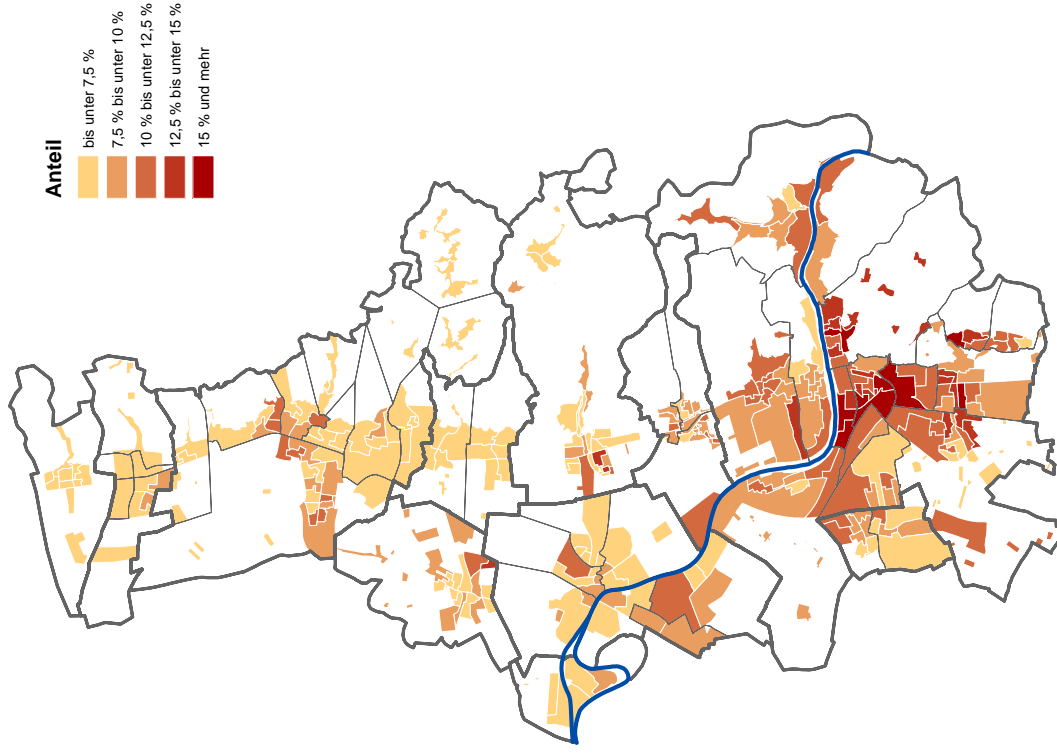 Anteil
bis unter 7,5 %
7,5 % bis unter 10 %
10 % bis unter 12,5 %
12,5 % bis unter 15 %
15 % und mehr